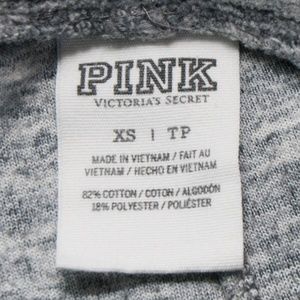 PINK
VICTORIA'S SECRET
XS | TP
MADE IN VIETNAM / FAIT AU
VIETNAM / HECHO EN VIETNAM
82% COTTON / COTON / ALGODÓN
18% POLYESTER / POLIÉSTER